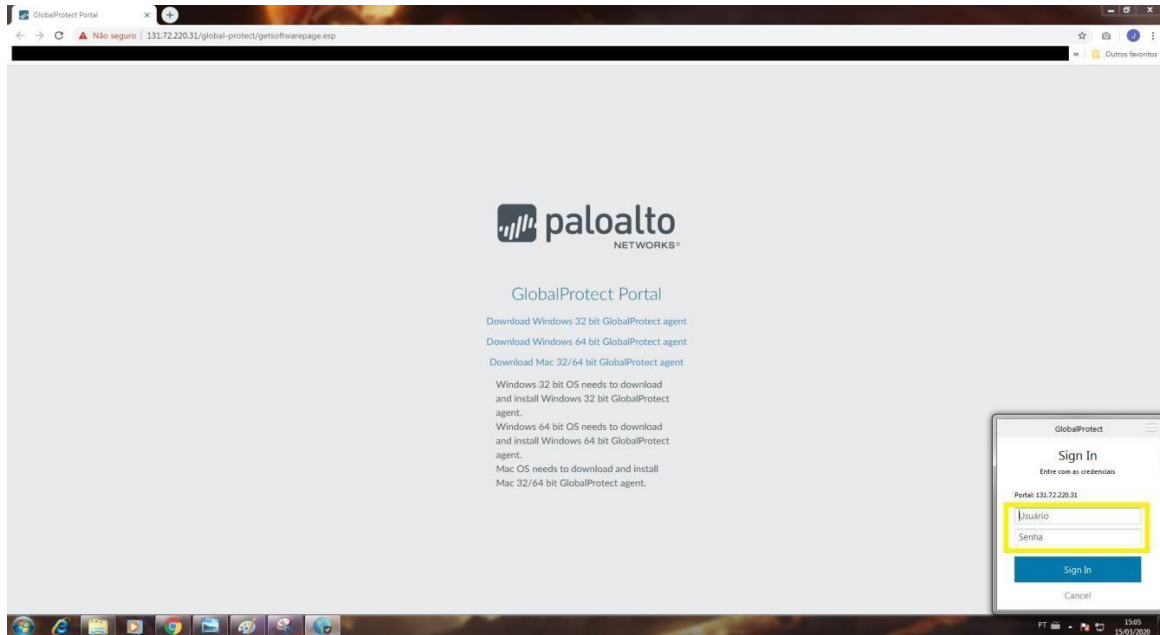 GlobalProtect Portal
Não seguro | 131.72.220.31/global-protect/getsoftwarepage.esp
J
» Outros favoritos
paloalto
NETWORKS®
GlobalProtect Portal
Download Windows 32 bit GlobalProtect agent
Download Windows 64 bit GlobalProtect agent
Download Mac 32/64 bit GlobalProtect agent
Windows 32 bit OS needs to download
and install Windows 32 bit GlobalProtect
agent.
Windows 64 bit OS needs to download
and install Windows 64 bit GlobalProtect
agent.
Mac OS needs to download and install
Mac 32/64 bit GlobalProtect agent.
GlobalProtect
Sign In
Entre com as credenciais
Portal: 131.72.220.31
Usuário
Senha
Sign In
Cancel
PT
15:05
15/03/2020